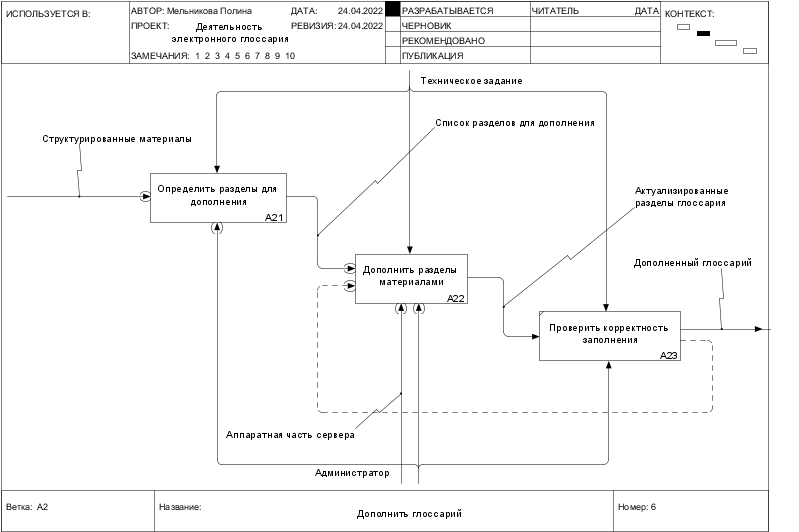 ИСПОЛЬЗУЕТСЯ В:
АВТОР: Мельникова Полина
ДАТА: 24.04.2022
РАЗРАБАТЫВАЕТСЯ
ЧИТАТЕЛЬ
ДАТА
КОНТЕКСТ:
ПРОЕКТ: Деятельность
электронного глоссария
РЕВИЗИЯ: 24.04.2022
ЧЕРНОВИК
РЕКОМЕНДОВАНО
ЗАМЕЧАНИЯ: 1 2 3 4 5 6 7 8 9 10
ПУБЛИКАЦИЯ
Техническое задание
Список разделов для дополнения
Структурированные материалы
Определить разделы для
дополнения
A21
Актуализированные
разделы глоссария
Дополненный глоссарий
Дополнить разделы
материалами
A22
Проверить корректность
заполнения
A23
Аппаратная часть сервера
Администратор
Ветка: A2
Название:
Дополнить глоссарий
Номер: 6